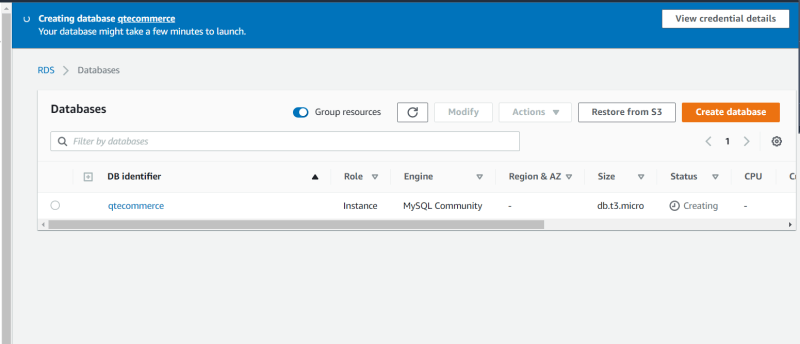 Creating database qtecommerce
Your database might take a few minutes to launch.
View credential details
RDS > Databases
Databases
Group resources
Modify
Actions
Restore from S3
Create database
Filter by databases
1
DB identifier Role Engine Region & AZ Size Status CPU
qtecommerce Instance MySQL Community - db.t3.micro Creating -